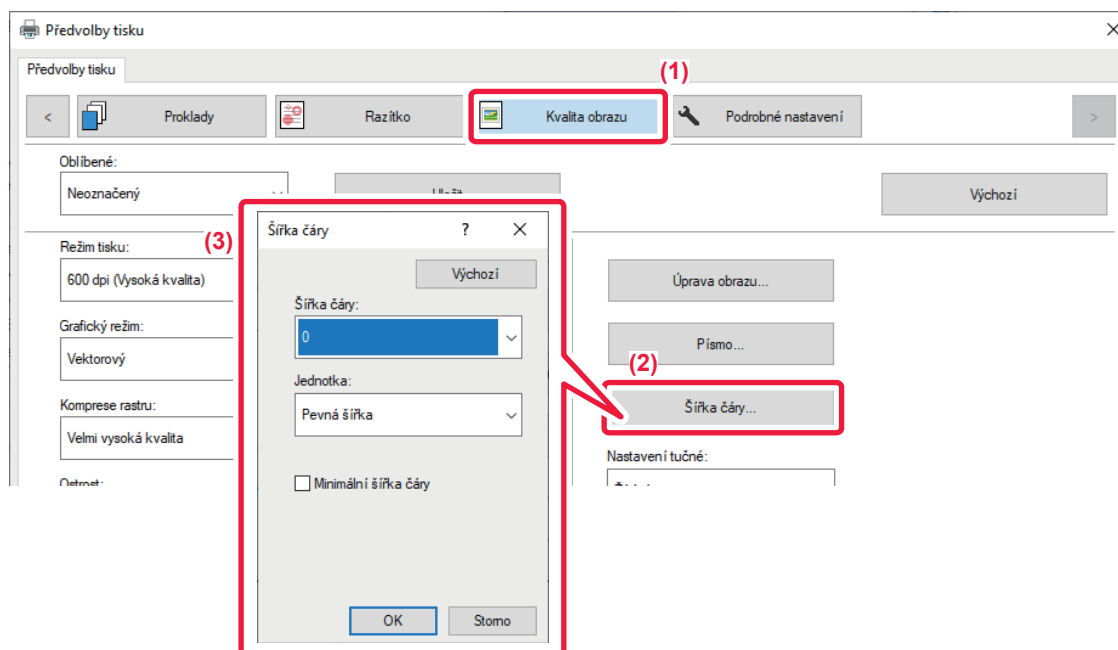 Předvolby tisku
Předvolby tisku
(1)
< Proklady Razítko Kvalita obrazu Podrobné nastavení >
Oblíbené:
Neoznačený
Uložit
Výchozí
Režim tisku:
600 dpi (Vysoká kvalita)
Grafický režim:
Vektorový
Komprese rastru:
Velmi vysoká kvalita
Ostrost:
(3)
Šířka čáry ?
Výchozí
Šířka čáry:
0
Jednotka:
Pevná šířka
Minimální šířka čáry
OK Storno
Úprava obrazu...
Písmo...
(2)
Šířka čáry...
Nastavení tučné: